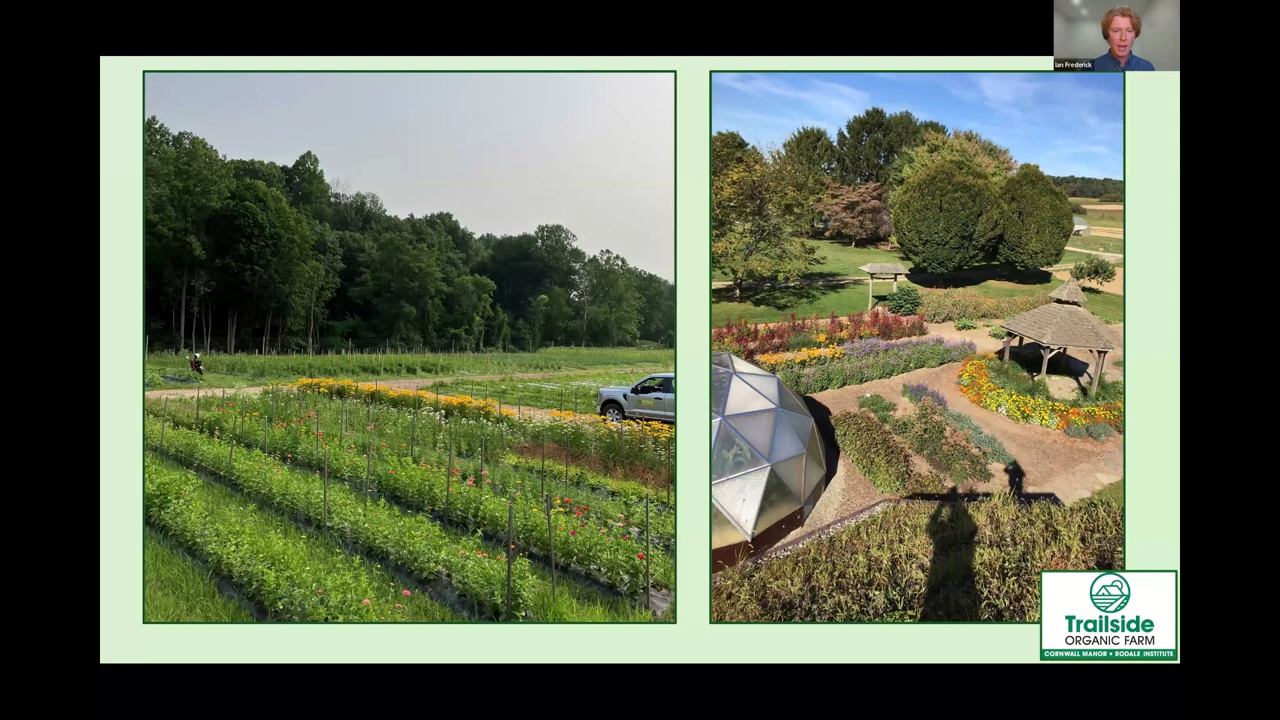 Ian Frederick
Trailside
ORGANIC FARM
CORNWALL MANOR • RODALE INSTITUTE